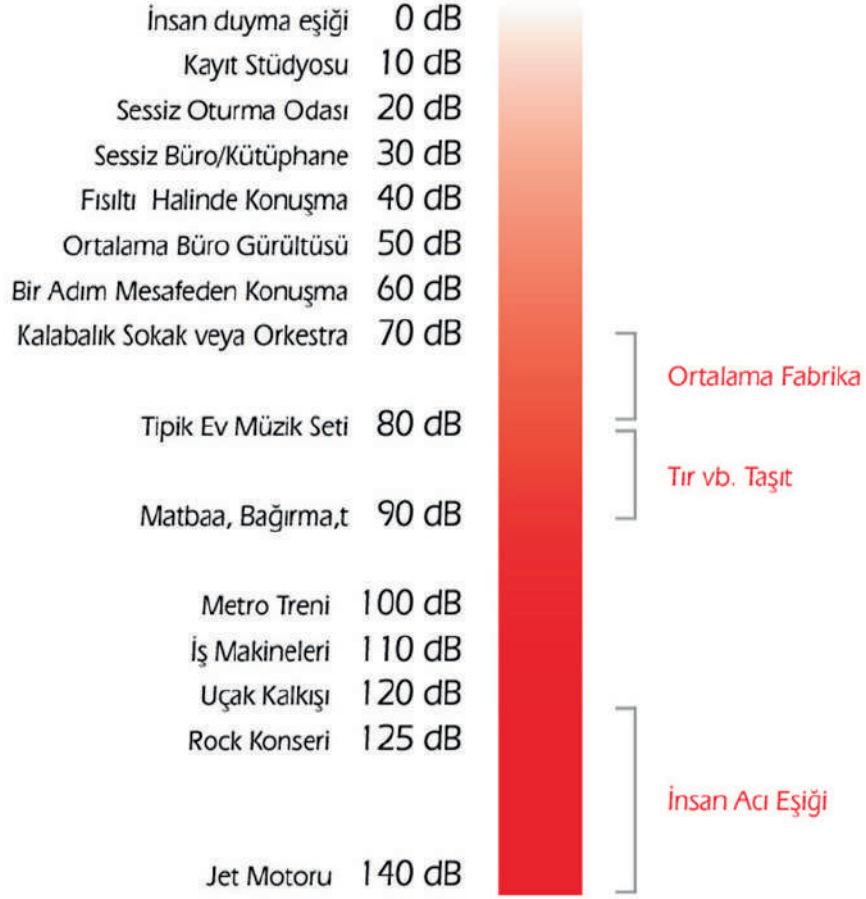 İnsan duyma eşiği 0 dB
Kayıt Stüdyosu 10 dB
Sessiz Oturma Odası 20 dB
Sessiz Büro/Kütüphane 30 dB
Fısıltı Halinde Konuşma 40 dB
Ortalama Büro Gürültüsü 50 dB
Bir Adım Mesafeden Konuşma 60 dB
Kalabalık Sokak veya Orkestra 70 dB
Ortalama Fabrika
Tipik Ev Müzik Seti 80 dB
Tır vb. Taşıt
Matbaa, Bağırma,t 90 dB
Metro Treni 100 dB
İş Makineleri 110 dB
Uçak Kalkışı 120 dB
Rock Konseri 125 dB
İnsan Acı Eşiği
Jet Motoru 140 dB